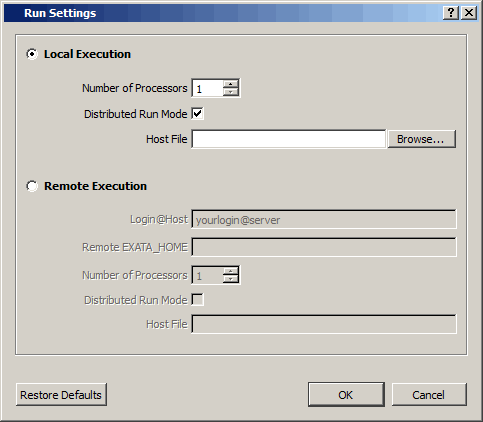 Run Settings
Local Execution
Number of Processors 1
Distributed Run Mode
Host File Browse...
Remote Execution
Login@Host yourlogin@server
Remote EXATA_HOME
Number of Processors 1
Distributed Run Mode
Host File
Restore Defaults OK Cancel